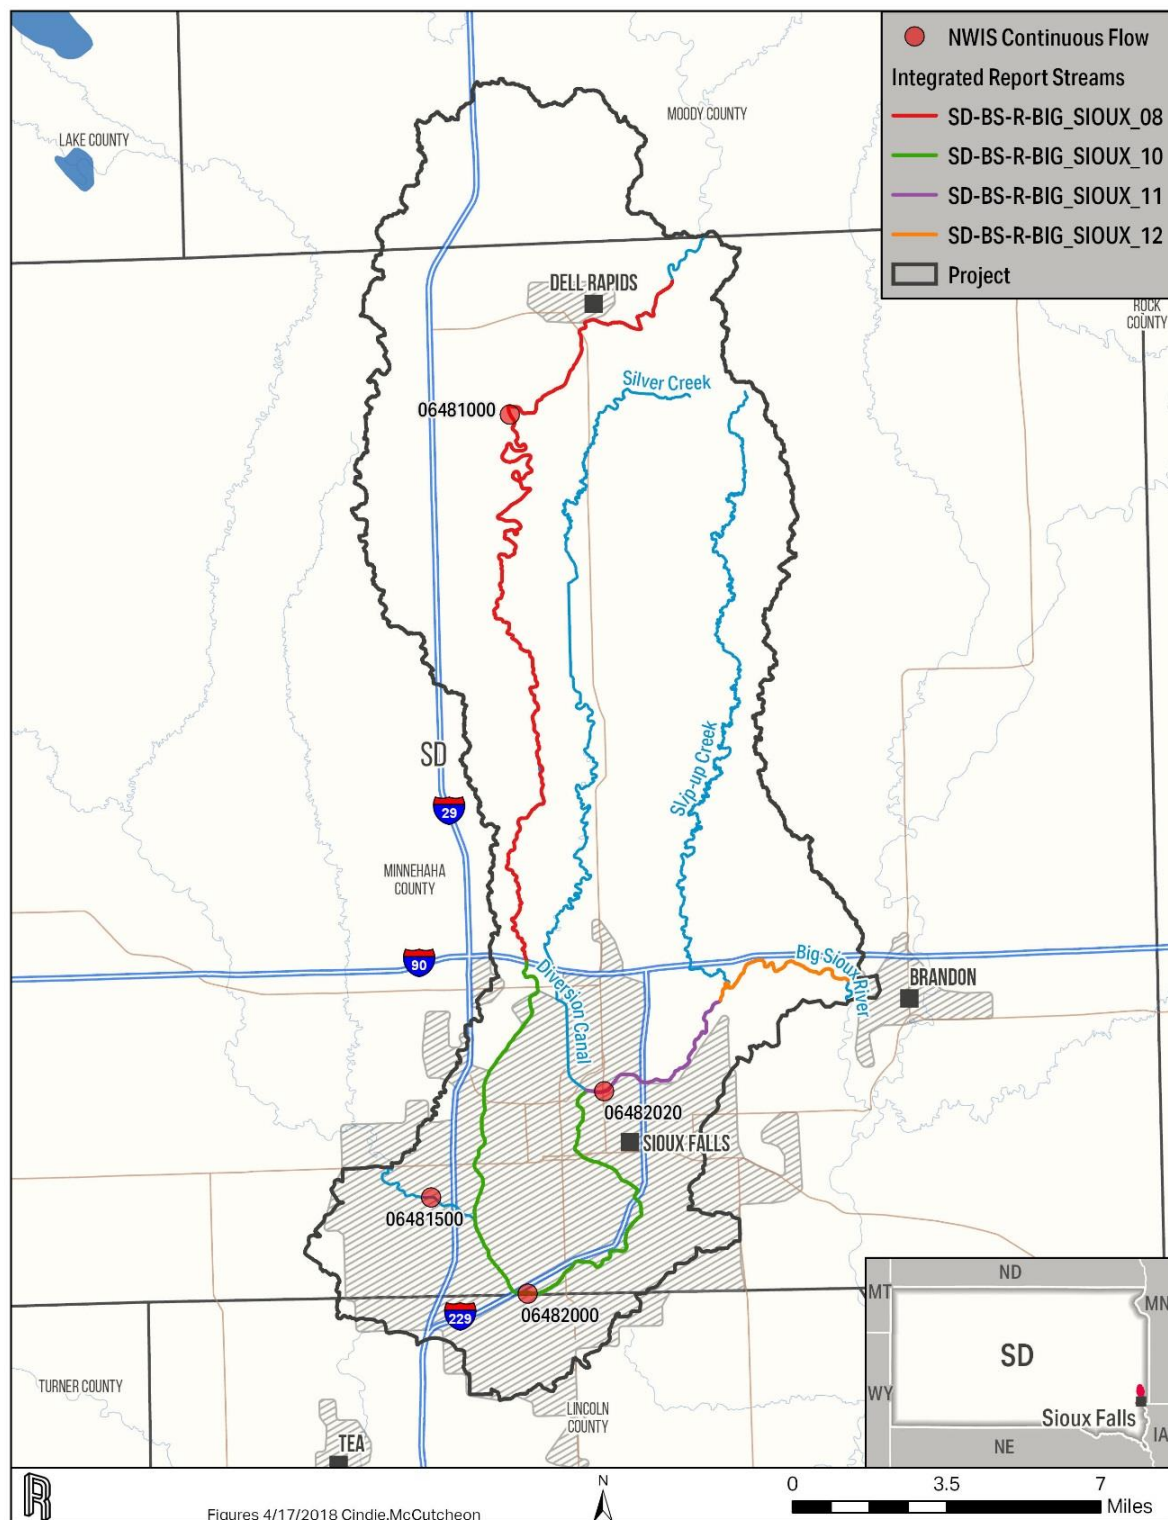 NWIS Continuous Flow
Integrated Report Streams
SD-BS-R-BIG_SIOUX_08
SD-BS-R-BIG_SIOUX_10
SD-BS-R-BIG_SIOUX_11
SD-BS-R-BIG_SIOUX_12
Project
MOODY COUNTY
LAKE COUNTY
DELL RAPIDS
ROCK
COUNTY
Silver Creek
06481000
Slip-up Creek
SD
29
MINNEHAHA
COUNTY
90
Big Sioux River
BRANDON
Diversion Canal
06482020
SIOUX FALLS
06481500
06482000
229
TURNER COUNTY
LINCOLN
COUNTY
TEA
ND
MT
MN
SD
WY
Sioux Falls
IA
NE
R
Figures 4/17/2018 Cindie.McCutcheon
N
0 3.5 7
Miles